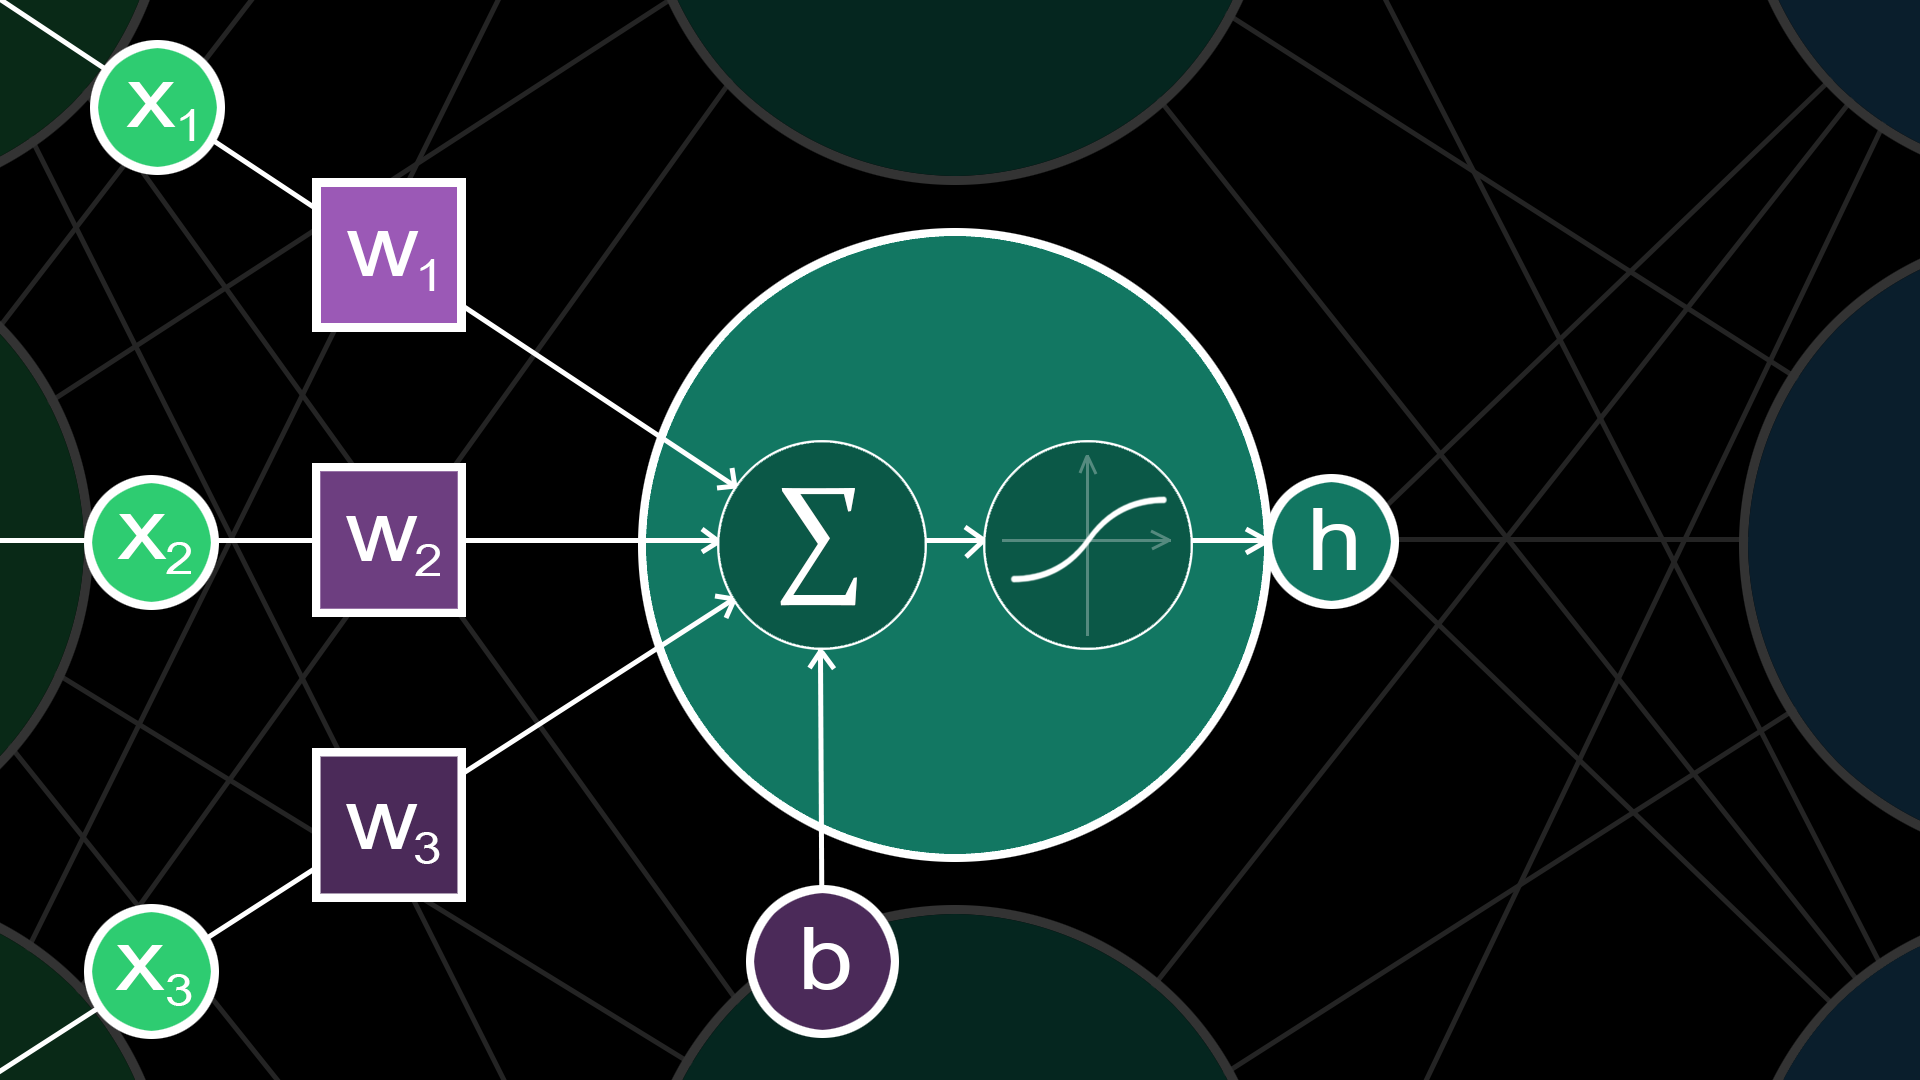 x₁
w₁
x₂ w₂ Σ h
w₃
x₃ b